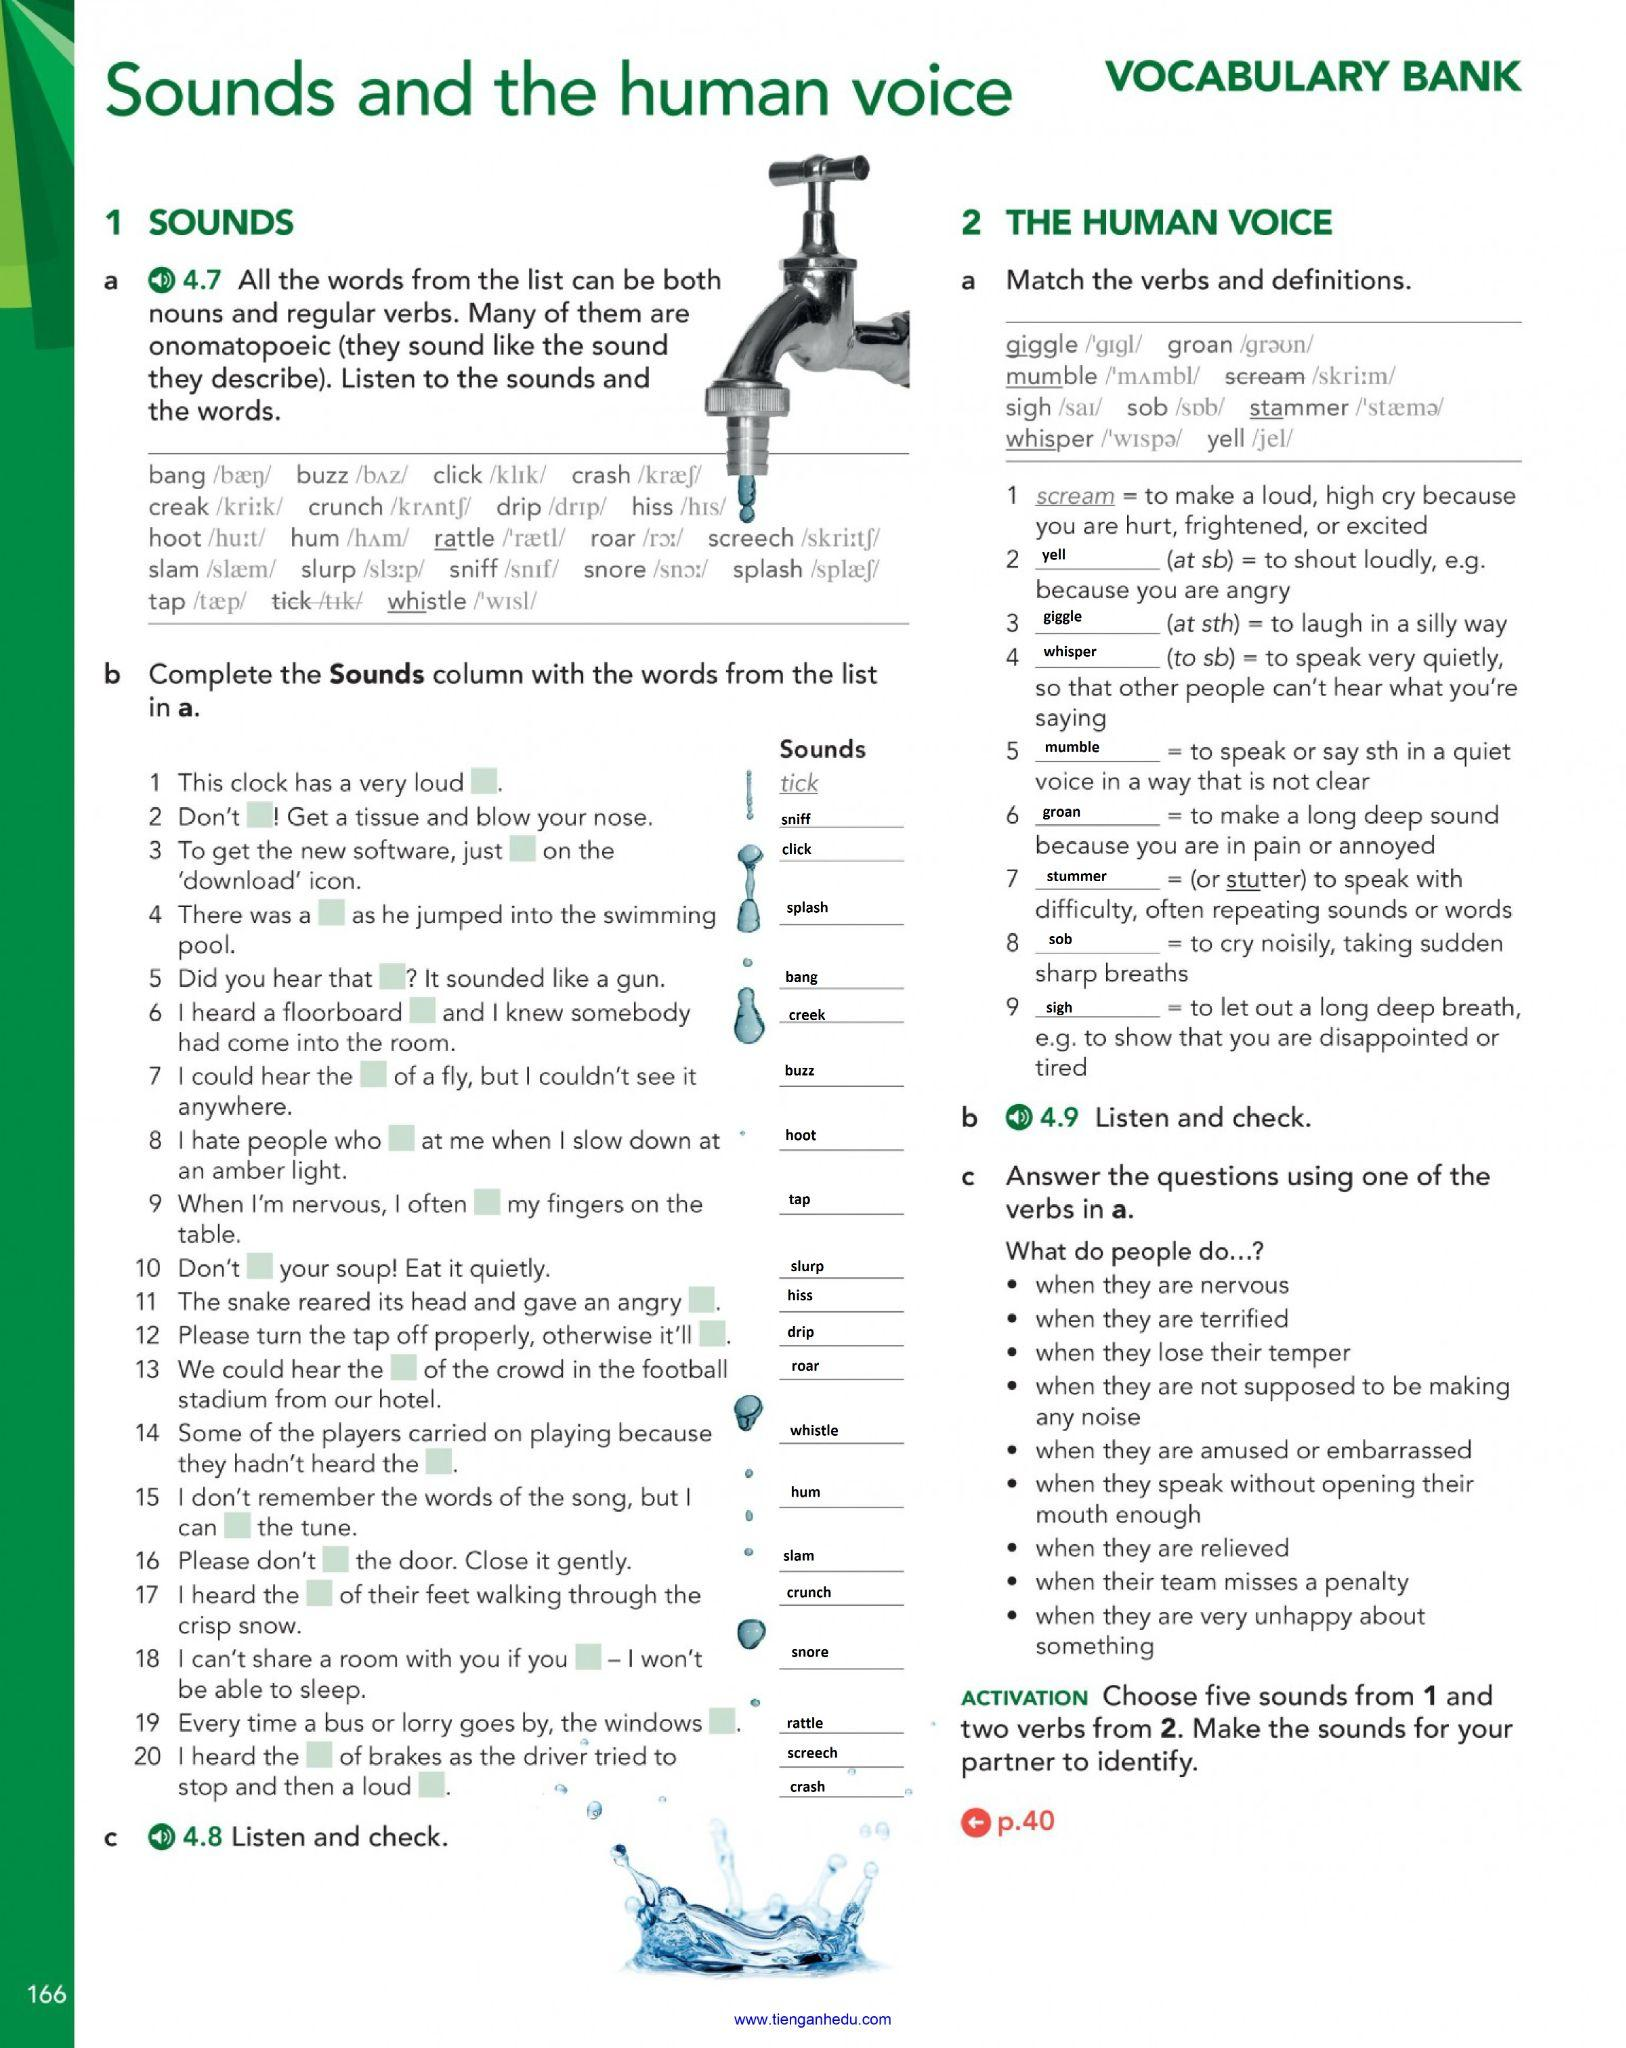 Sounds and the human voice
VOCABULARY BANK
1 SOUNDS
a 4.7 All the words from the list can be both
nouns and regular verbs. Many of them are
onomatopoeic (they sound like the sound
they describe). Listen to the sounds and
the words.
bang /bæŋ/ buzz /bʌz/ click /klɪk/ crash /kræʃ/
creak /kriːk/ crunch /krʌntʃ/ drip /drɪp/ hiss /hɪs/
hoot /huːt/ hum /hʌm/ rattle /ˈrætl/ roar /rɔː/ screech /skriːtʃ/
slam /slæm/ slurp /slɜːp/ sniff /snɪf/ snore /snɔː/ splash /splæʃ/
tap /tæp/ tick /tɪk/ whistle /ˈwɪsl/
b Complete the Sounds column with the words from the list
in a.
Sounds
1 This clock has a very loud . tick
2 Don't ! Get a tissue and blow your nose. sniff
3 To get the new software, just on the click
'download' icon.
4 There was a as he jumped into the swimming splash
pool.
5 Did you hear that ? It sounded like a gun. bang
6 I heard a floorboard and I knew somebody creek
had come into the room.
7 I could hear the of a fly, but I couldn't see it buzz
anywhere.
8 I hate people who at me when I slow down at hoot
an amber light.
9 When I'm nervous, I often my fingers on the tap
table.
10 Don't your soup! Eat it quietly. slurp
11 The snake reared its head and gave an angry . hiss
12 Please turn the tap off properly, otherwise it'll . drip
13 We could hear the of the crowd in the football roar
stadium from our hotel.
14 Some of the players carried on playing because whistle
they hadn't heard the .
15 I don't remember the words of the song, but I hum
can the tune.
16 Please don't the door. Close it gently. slam
17 I heard the of their feet walking through the crunch
crisp snow.
18 I can't share a room with you if you – I won't snore
be able to sleep.
19 Every time a bus or lorry goes by, the windows . rattle
20 I heard the of brakes as the driver tried to screech
stop and then a loud . crash
c 4.8 Listen and check.
2 THE HUMAN VOICE
a Match the verbs and definitions.
giggle /ˈgɪgl/ groan /grəʊn/
mumble /ˈmʌmbl/ scream /skriːm/
sigh /saɪ/ sob /sɒb/ stammer /ˈstæmə/
whisper /ˈwɪspə/ yell /jel/
1 scream = to make a loud, high cry because
you are hurt, frightened, or excited
2 yell (at sb) = to shout loudly, e.g.
because you are angry
3 giggle (at sth) = to laugh in a silly way
4 whisper (to sb) = to speak very quietly,
so that other people can't hear what you're
saying
5 mumble = to speak or say sth in a quiet
voice in a way that is not clear
6 groan = to make a long deep sound
because you are in pain or annoyed
7 stummer = (or stutter) to speak with
difficulty, often repeating sounds or words
8 sob = to cry noisily, taking sudden
sharp breaths
9 sigh = to let out a long deep breath,
e.g. to show that you are disappointed or
tired
b 4.9 Listen and check.
c Answer the questions using one of the
verbs in a.
What do people do...?
• when they are nervous
• when they are terrified
• when they lose their temper
• when they are not supposed to be making
any noise
• when they are amused or embarrassed
• when they speak without opening their
mouth enough
• when they are relieved
• when their team misses a penalty
• when they are very unhappy about
something
ACTIVATION Choose five sounds from 1 and
two verbs from 2. Make the sounds for your
partner to identify.
p.40
166
www.tienganhedu.com